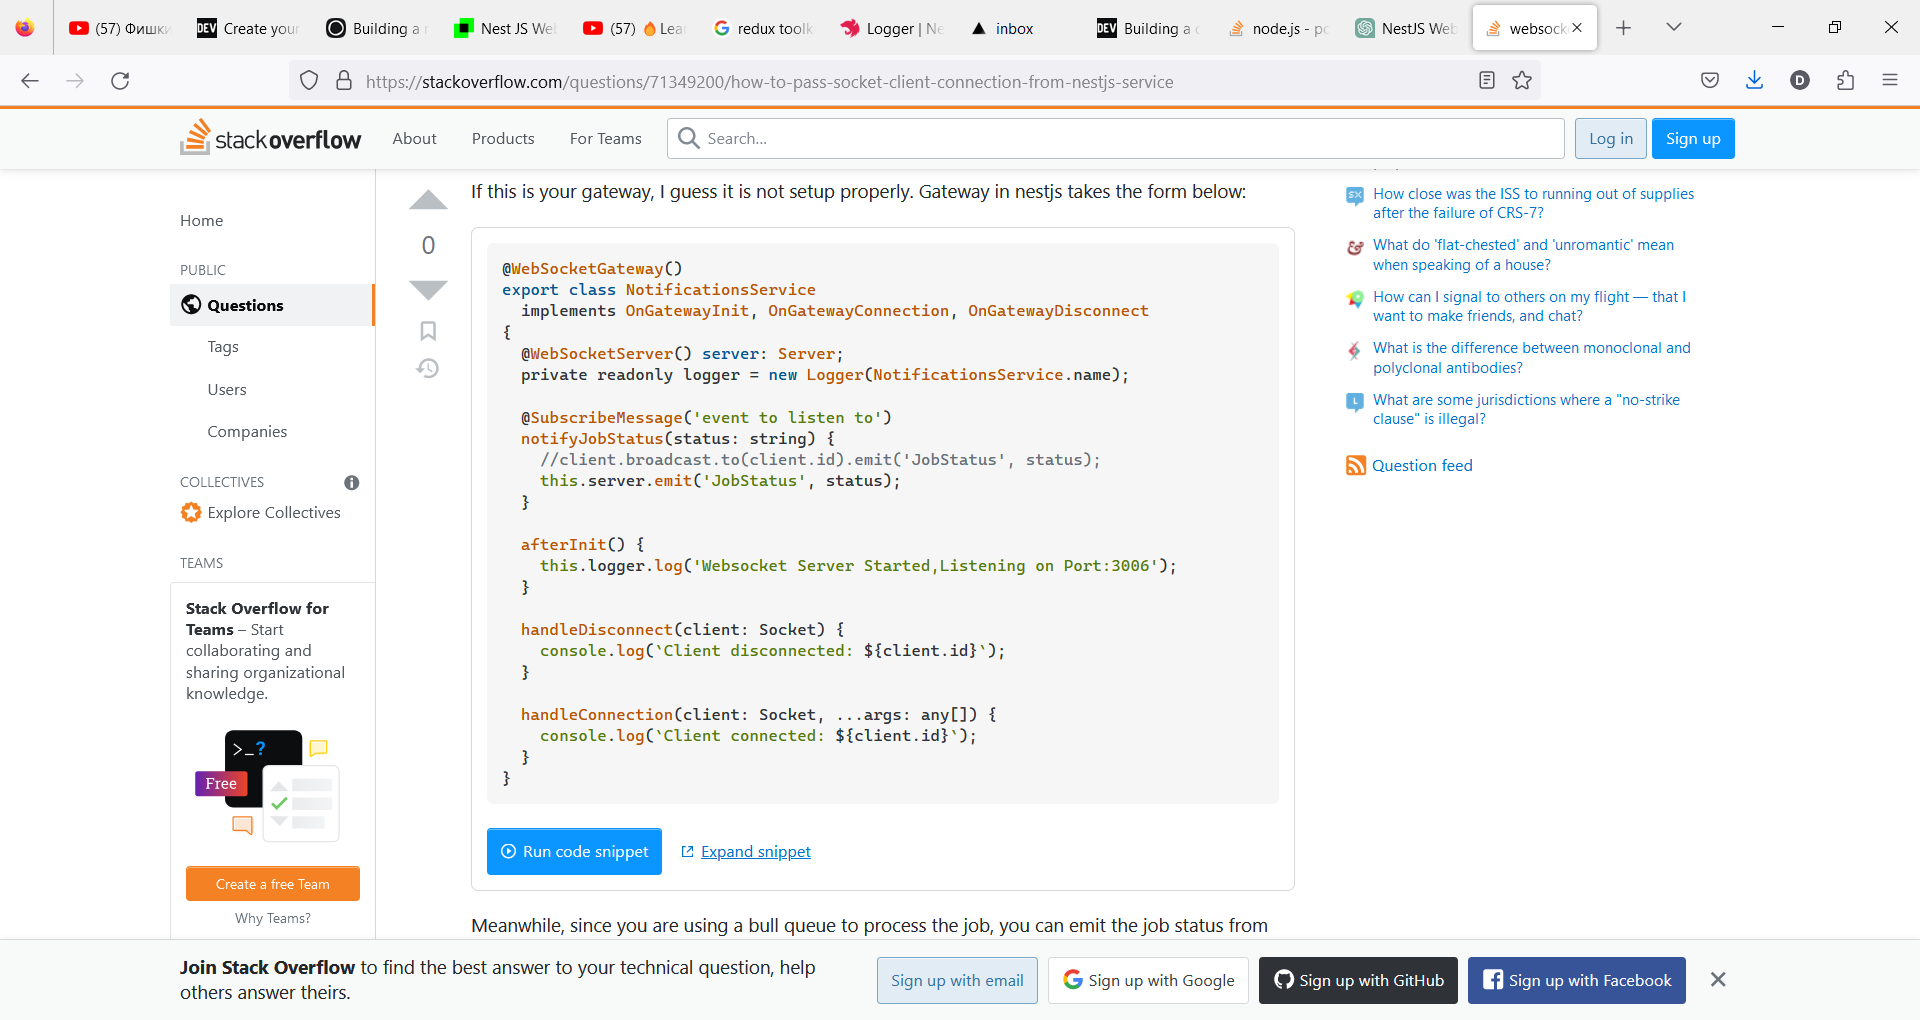 (57) Фишки
DEV Create your
Building a r
Nest JS We
(57) 🔥Lea
redux toolk
Logger | Ne
inbox
DEV Building a c
node.js - po
NestJS Web
websock
https://stackoverflow.com/questions/71349200/how-to-pass-socket-client-connection-from-nestjs-service
D
stackoverflow
About
Products
For Teams
Search...
Log in
Sign up
Home
PUBLIC
Questions
Tags
Users
Companies
COLLECTIVES
Explore Collectives
TEAMS
Stack Overflow for
Teams – Start
collaborating and
sharing organizational
knowledge.
>_?
Free
Create a free Team
Why Teams?
0
If this is your gateway, I guess it is not setup properly. Gateway in nestjs takes the form below:
@WebSocketGateway()
export class NotificationsService
implements OnGatewayInit, OnGatewayConnection, OnGatewayDisconnect
{
@WebSocketServer() server: Server;
private readonly logger = new Logger(NotificationsService.name);
@SubscribeMessage('event to listen to')
notifyJobStatus(status: string) {
//client.broadcast.to(client.id).emit('JobStatus', status);
this.server.emit('JobStatus', status);
}
afterInit() {
this.logger.log('Websocket Server Started,Listening on Port:3006');
}
handleDisconnect(client: Socket) {
console.log(`Client disconnected: ${client.id}`);
}
handleConnection(client: Socket, ...args: any[]) {
console.log(`Client connected: ${client.id}`);
}
}
Run code snippet
Expand snippet
Meanwhile, since you are using a bull queue to process the job, you can emit the job status from
How close was the ISS to running out of supplies
after the failure of CRS-7?
What do 'flat-chested' and 'unromantic' mean
when speaking of a house?
How can I signal to others on my flight — that I
want to make friends, and chat?
What is the difference between monoclonal and
polyclonal antibodies?
What are some jurisdictions where a "no-strike
clause" is illegal?
Question feed
Join Stack Overflow to find the best answer to your technical question, help
others answer theirs.
Sign up with email
Sign up with Google
Sign up with GitHub
Sign up with Facebook